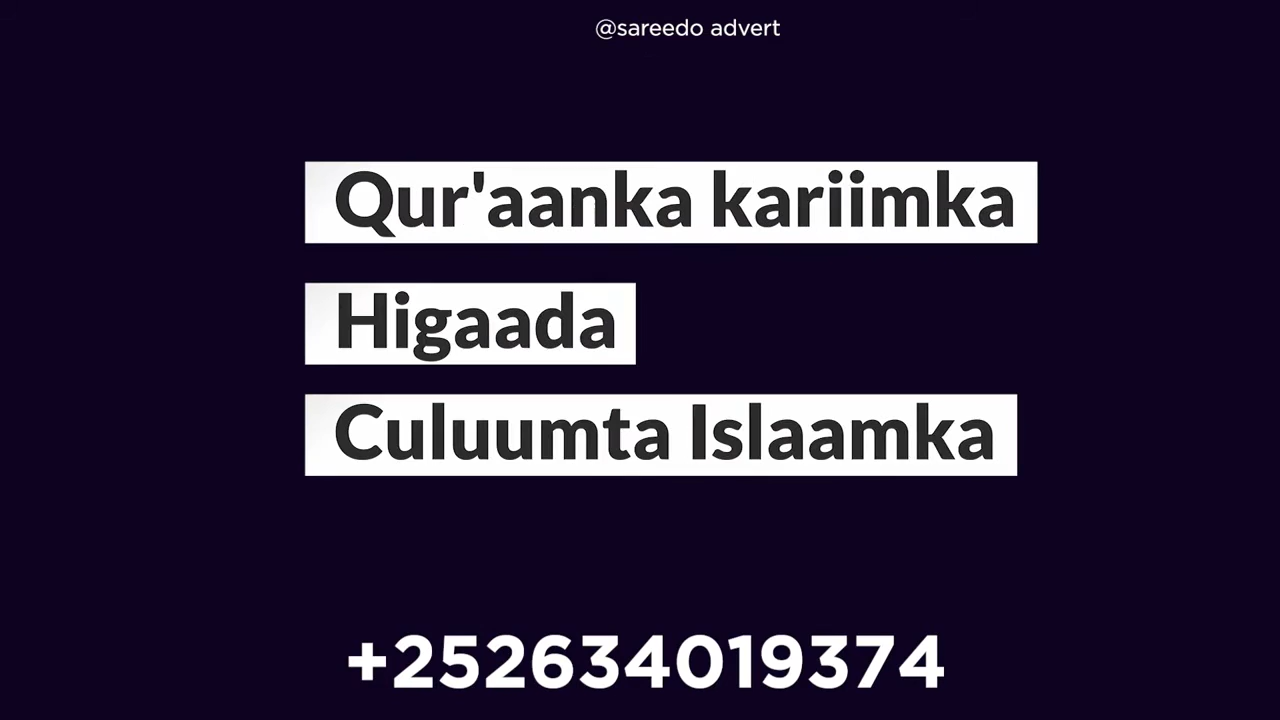 @sareedo advert
Qur'aanka kariimka
Higaada
Culuumta Islaamka
+252634019374